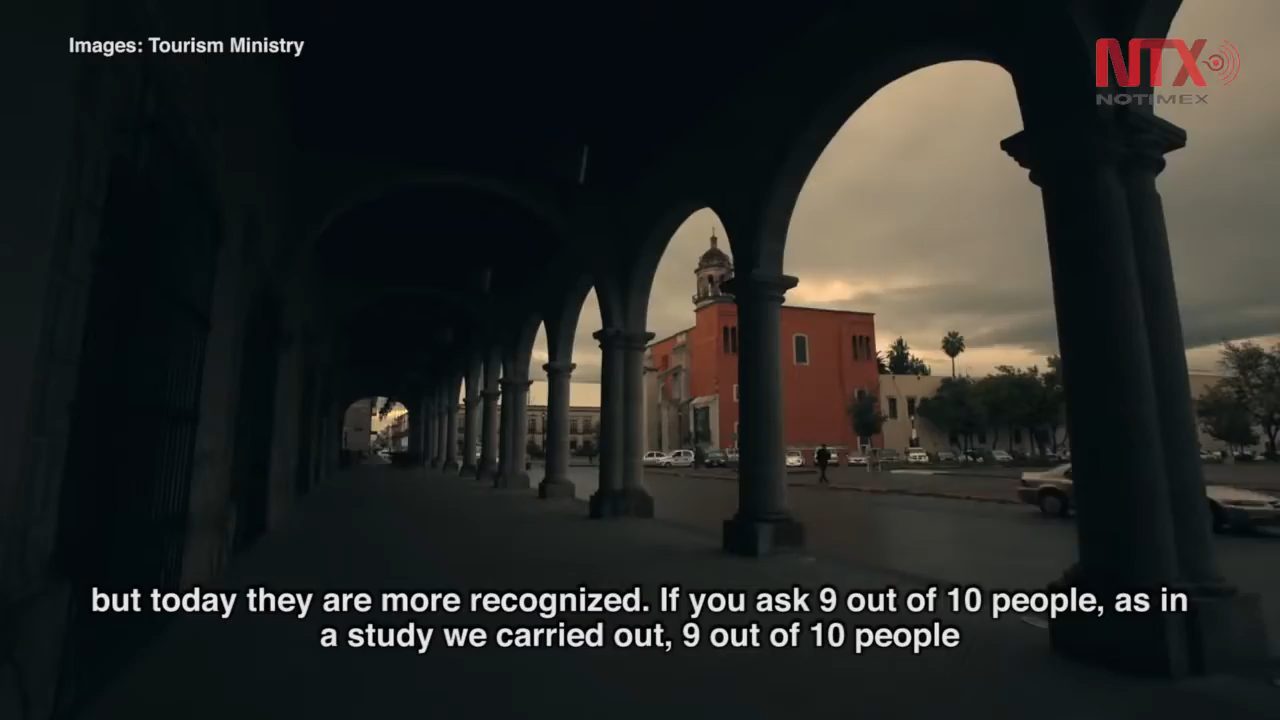 Images: Tourism Ministry
NTX
NOTIMEX
but today they are more recognized. If you ask 9 out of 10 people, as in
a study we carried out, 9 out of 10 people